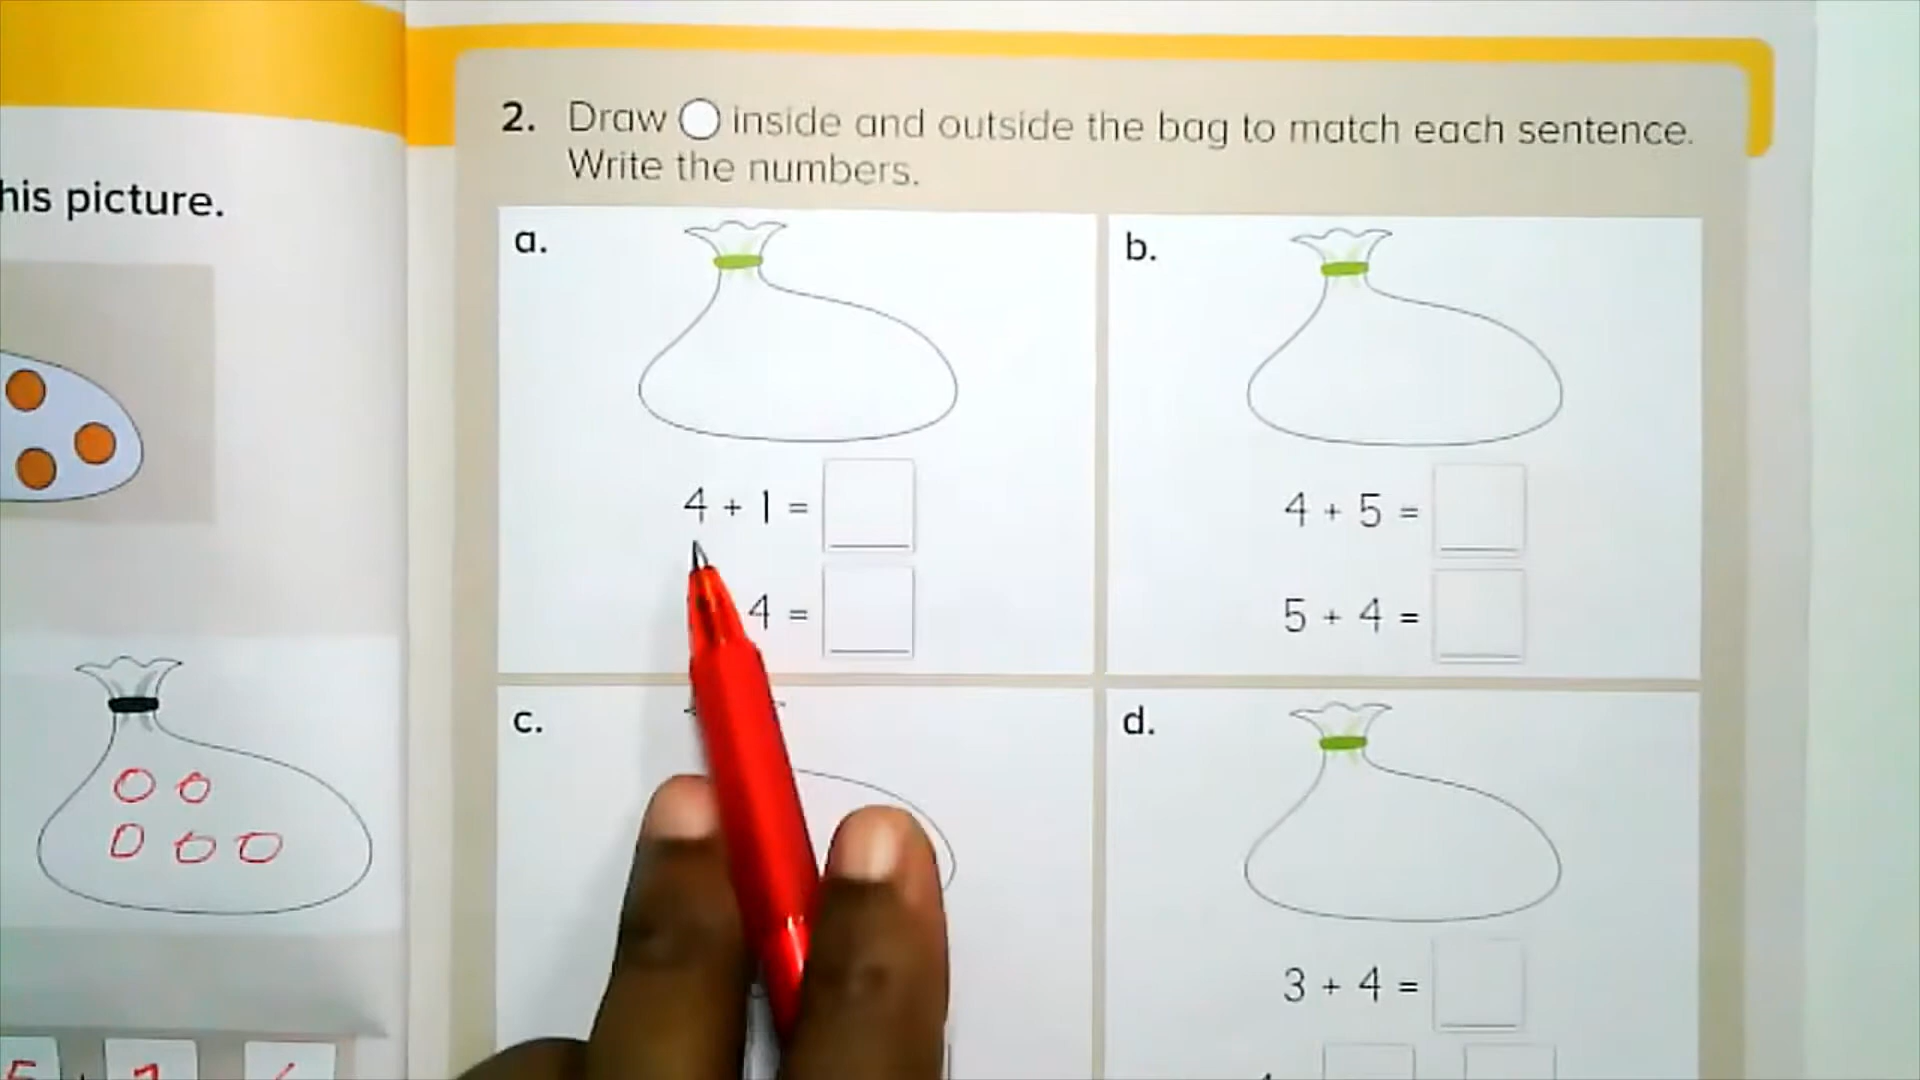 his picture.
2. Draw inside and outside the bag to match each sentence.
Write the numbers.
a.
4 + 1 =
4 =
b.
4 + 5 =
5 + 4 =
c.
d.
3 + 4 =